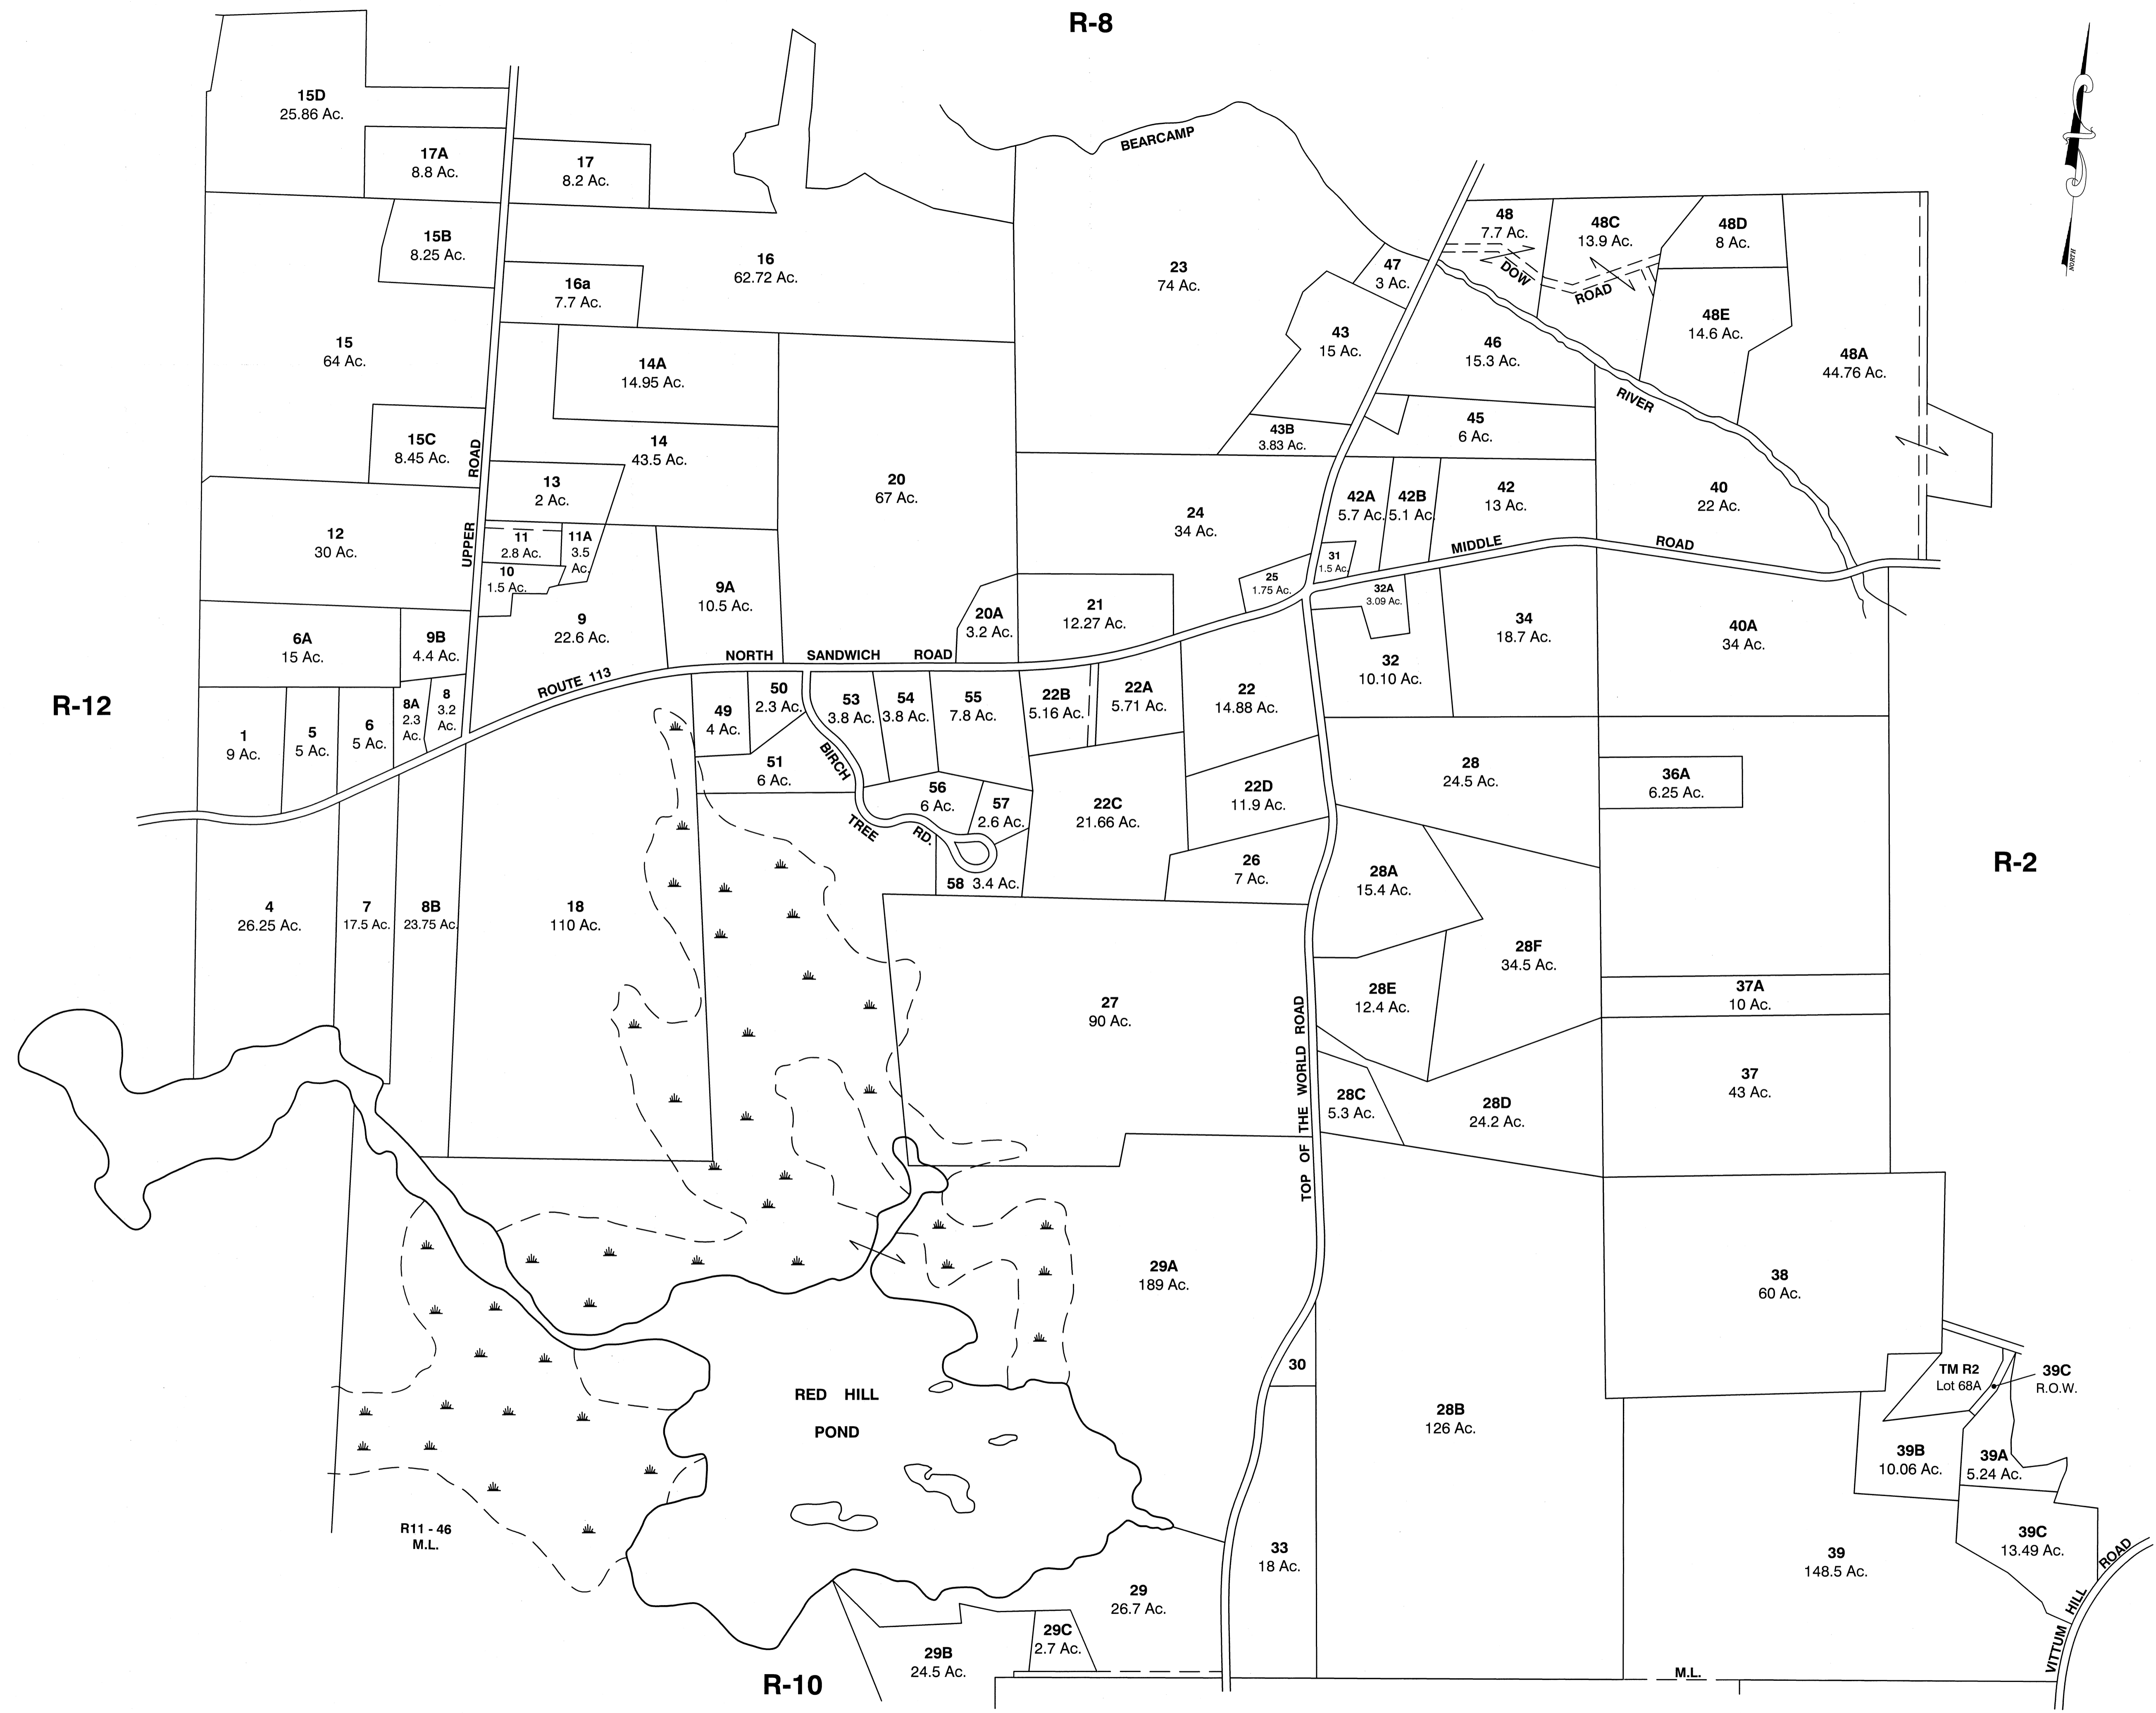 R-8
15D
25.86 Ac.
17A
8.8 Ac.
17
8.2 Ac.
BEARCAMP
NORTH
15B
8.25 Ac.
16
62.72 Ac.
16a
7.7 Ac.
23
74 Ac.
47
3 Ac.
48
7.7 Ac.
48C
13.9 Ac.
48D
8 Ac.
DOW
ROAD
15
64 Ac.
14A
14.95 Ac.
43
15 Ac.
46
15.3 Ac.
48E
14.6 Ac.
48A
44.76 Ac.
RIVER
15C
8.45 Ac.
ROAD
14
43.5 Ac.
43B
3.83 Ac.
45
6 Ac.
13
2 Ac.
20
67 Ac.
24
34 Ac.
42A
5.7 Ac.
42B
5.1 Ac.
42
13 Ac.
40
22 Ac.
12
30 Ac.
UPPER
11
2.8 Ac.
11A
3.5
Ac.
10
1.5 Ac.
31
1.5 Ac.
MIDDLE
ROAD
9A
10.5 Ac.
25
1.75 Ac.
32A
3.09 Ac.
6A
15 Ac.
9B
4.4 Ac.
9
22.6 Ac.
20A
3.2 Ac.
21
12.27 Ac.
34
18.7 Ac.
40A
34 Ac.
NORTH SANDWICH ROAD
ROUTE 113
32
10.10 Ac.
R-12
1
9 Ac.
5
5 Ac.
6
5 Ac.
8A
2.3
Ac.
8
3.2
Ac.
49
4 Ac.
50
2.3 Ac.
53
3.8 Ac.
54
3.8 Ac.
55
7.8 Ac.
22B
5.16 Ac.
22A
5.71 Ac.
22
14.88 Ac.
51
6 Ac.
BIRCH
TREE
RD.
56
6 Ac.
57
2.6 Ac.
22C
21.66 Ac.
22D
11.9 Ac.
28
24.5 Ac.
36A
6.25 Ac.
58 3.4 Ac.
26
7 Ac.
28A
15.4 Ac.
R-2
4
26.25 Ac.
7
17.5 Ac.
8B
23.75 Ac.
18
110 Ac.
28F
34.5 Ac.
27
90 Ac.
28E
12.4 Ac.
37A
10 Ac.
TOP OF THE WORLD ROAD
28C
5.3 Ac.
28D
24.2 Ac.
37
43 Ac.
29A
189 Ac.
38
60 Ac.
30
TM R2
Lot 68A
39C
R.O.W.
RED HILL
POND
28B
126 Ac.
39B
10.06 Ac.
39A
5.24 Ac.
R11 - 46
M.L.
33
18 Ac.
39
148.5 Ac.
39C
13.49 Ac.
29
26.7 Ac.
29C
2.7 Ac.
29B
24.5 Ac.
R-10
M.L.
VITTUM HILL ROAD